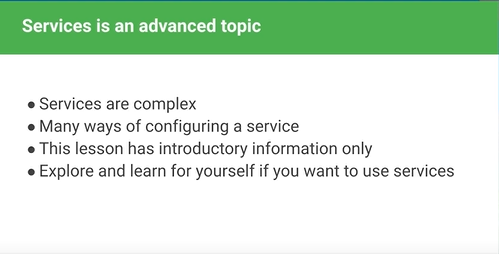 Services is an advanced topic
● Services are complex
● Many ways of configuring a service
● This lesson has introductory information only
● Explore and learn for yourself if you want to use services